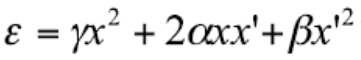 ε = γx² + 2αxx'+βx'²